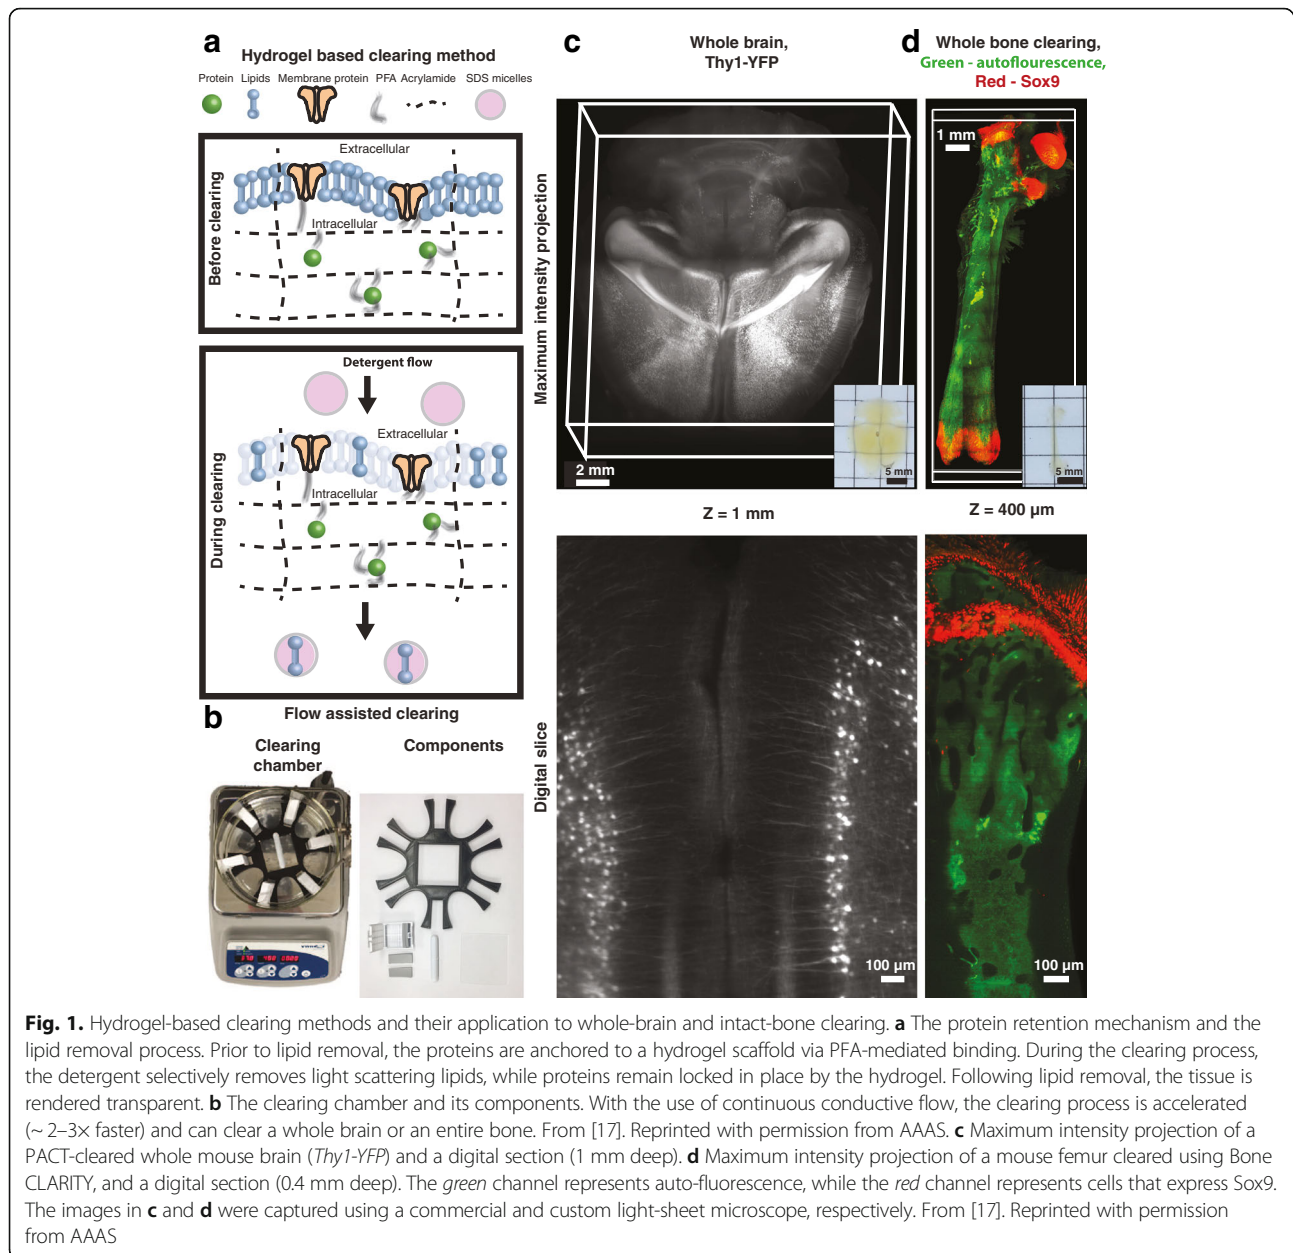 a
Hydrogel based clearing method
Protein Lipids Membrane protein PFA Acrylamide SDS micelles
Before clearing
Extracellular
Intracellular
During clearing
Detergent flow
Extracellular
Intracellular
b
Flow assisted clearing
Clearing
chamber
Components
c
Whole brain,
Thy1-YFP
Maximum intensity projection
2 mm
5 mm
Z = 1 mm
Digital slice
100 µm
d
Whole bone clearing,
Green - autoflourescence,
Red - Sox9
1 mm
5 mm
Z = 400 µm
100 µm
Fig. 1. Hydrogel-based clearing methods and their application to whole-brain and intact-bone clearing. a The protein retention mechanism and the
lipid removal process. Prior to lipid removal, the proteins are anchored to a hydrogel scaffold via PFA-mediated binding. During the clearing process,
the detergent selectively removes light scattering lipids, while proteins remain locked in place by the hydrogel. Following lipid removal, the tissue is
rendered transparent. b The clearing chamber and its components. With the use of continuous conductive flow, the clearing process is accelerated
(~ 2–3× faster) and can clear a whole brain or an entire bone. From [17]. Reprinted with permission from AAAS. c Maximum intensity projection of a
PACT-cleared whole mouse brain (Thy1-YFP) and a digital section (1 mm deep). d Maximum intensity projection of a mouse femur cleared using Bone
CLARITY, and a digital section (0.4 mm deep). The green channel represents auto-fluorescence, while the red channel represents cells that express Sox9.
The images in c and d were captured using a commercial and custom light-sheet microscope, respectively. From [17]. Reprinted with permission
from AAAS